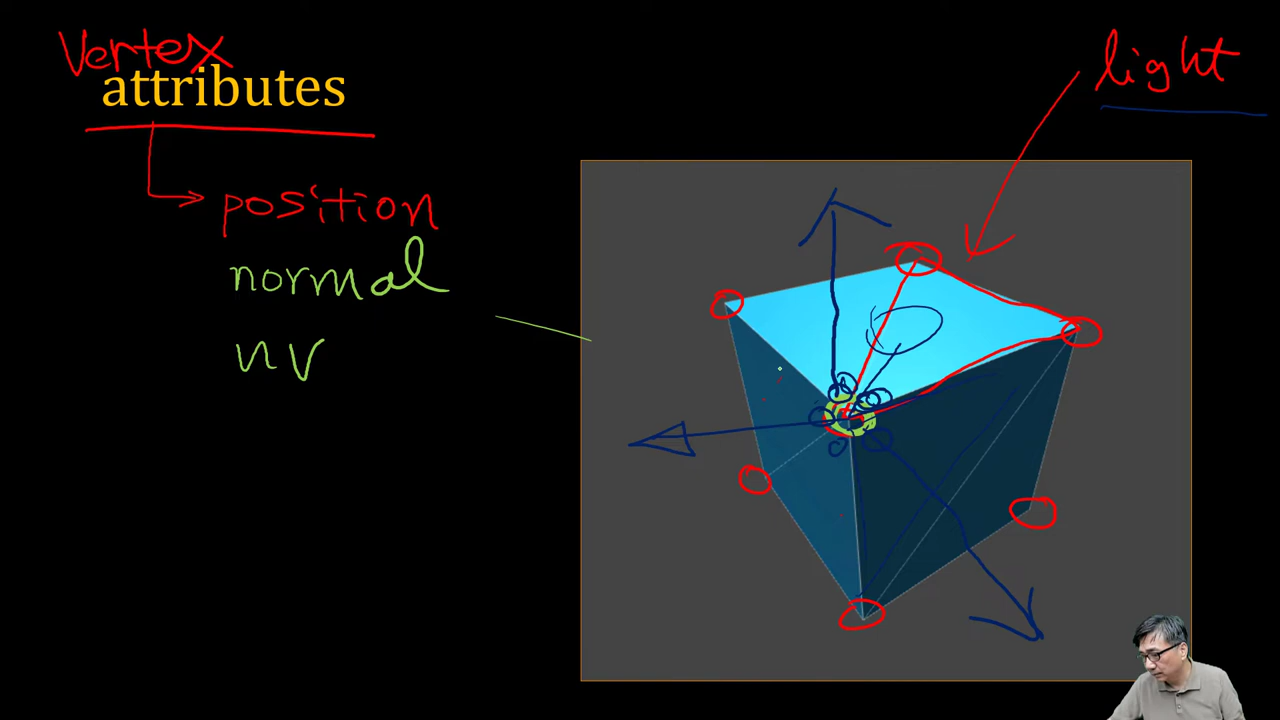 Vertex
attributes
light
position
normal
uv